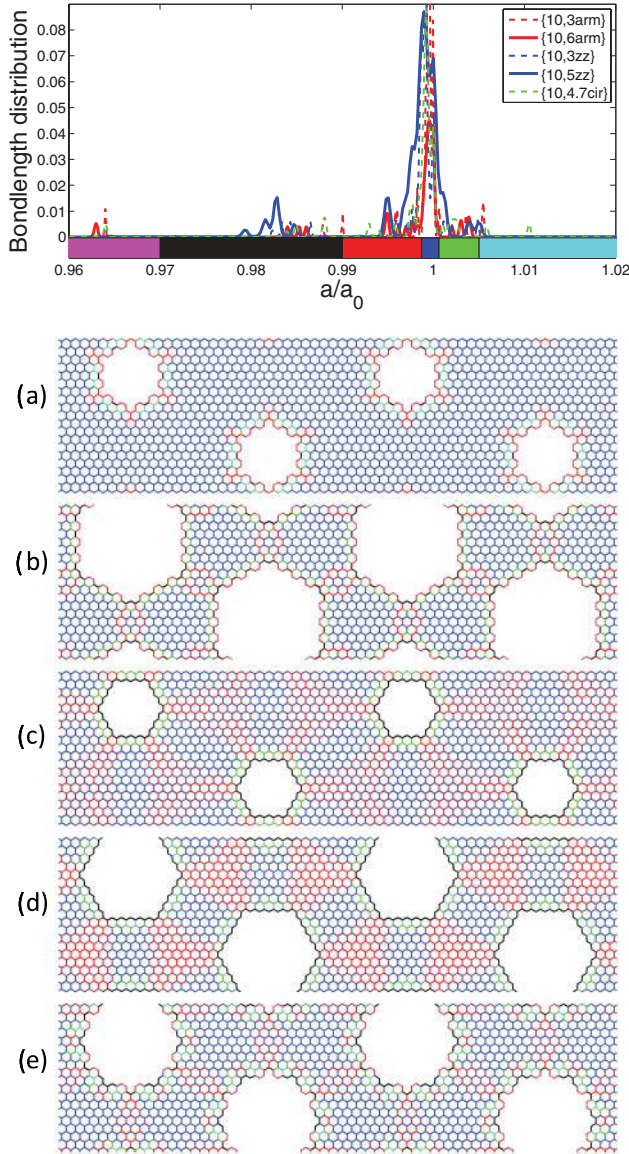 Bondlength distribution
0.08
0.07
0.06
0.05
0.04
0.03
0.02
0.01
0
{10,3arm}
{10,6arm}
{10,3zz}
{10,5zz}
{10,4.7cir}
0.96 0.97 0.98 0.99 1 1.01 1.02
a/a0
(a)
(b)
(c)
(d)
(e)